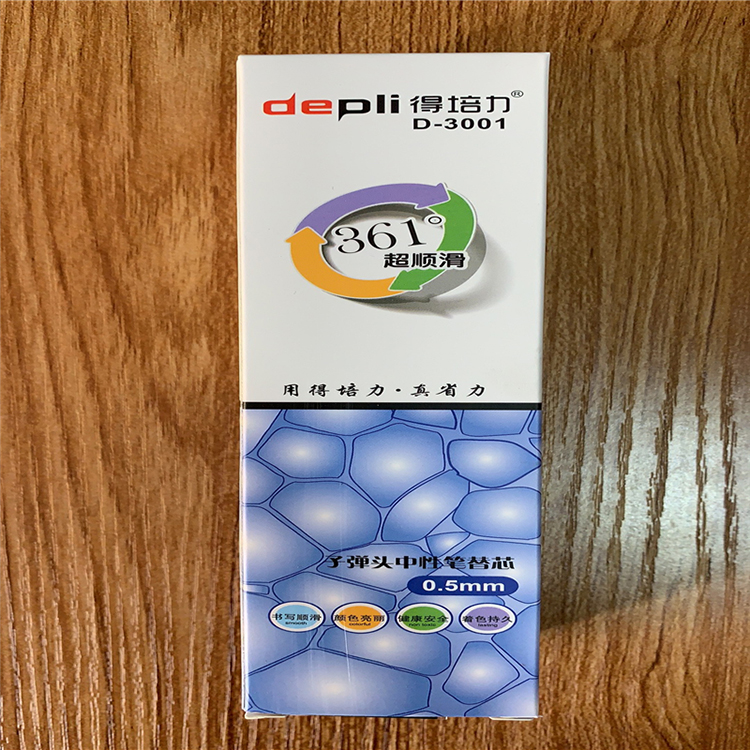 depli 得培力®
D-3001
361°
超顺滑
用得培力·真省力
子弹头中性笔替芯
0.5mm
书写顺滑 颜色亮丽 健康安全 着色持久
smooth colorful non toxic lasting